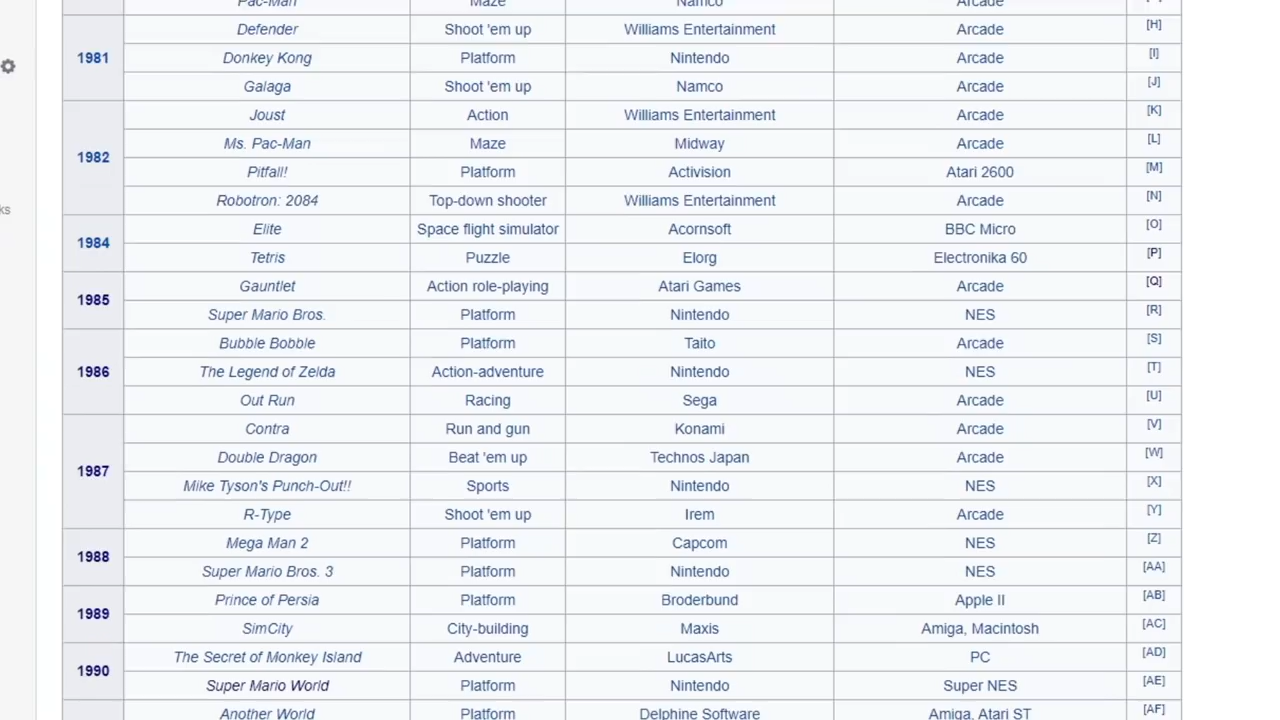 Pac-Man Maze Namco Arcade
Defender Shoot 'em up Williams Entertainment Arcade [H]
1981 Donkey Kong Platform Nintendo Arcade [I]
Galaga Shoot 'em up Namco Arcade [J]
Joust Action Williams Entertainment Arcade [K]
Ms. Pac-Man Maze Midway Arcade [L]
1982
Pitfall! Platform Activision Atari 2600 [M]
Robotron: 2084 Top-down shooter Williams Entertainment Arcade [N]
ks
Elite Space flight simulator Acornsoft BBC Micro [O]
1984
Tetris Puzzle Elorg Electronika 60 [P]
Gauntlet Action role-playing Atari Games Arcade [Q]
1985
Super Mario Bros. Platform Nintendo NES [R]
Bubble Bobble Platform Taito Arcade [S]
1986 The Legend of Zelda Action-adventure Nintendo NES [T]
Out Run Racing Sega Arcade [U]
Contra Run and gun Konami Arcade [V]
Double Dragon Beat 'em up Technos Japan Arcade [W]
1987
Mike Tyson's Punch-Out!! Sports Nintendo NES [X]
R-Type Shoot 'em up Irem Arcade [Y]
Mega Man 2 Platform Capcom NES [Z]
1988
Super Mario Bros. 3 Platform Nintendo NES [AA]
Prince of Persia Platform Broderbund Apple II [AB]
1989
SimCity City-building Maxis Amiga, Macintosh [AC]
The Secret of Monkey Island Adventure LucasArts PC [AD]
1990
Super Mario World Platform Nintendo Super NES [AE]
Another World Platform Delphine Software Amiga, Atari ST [AF]